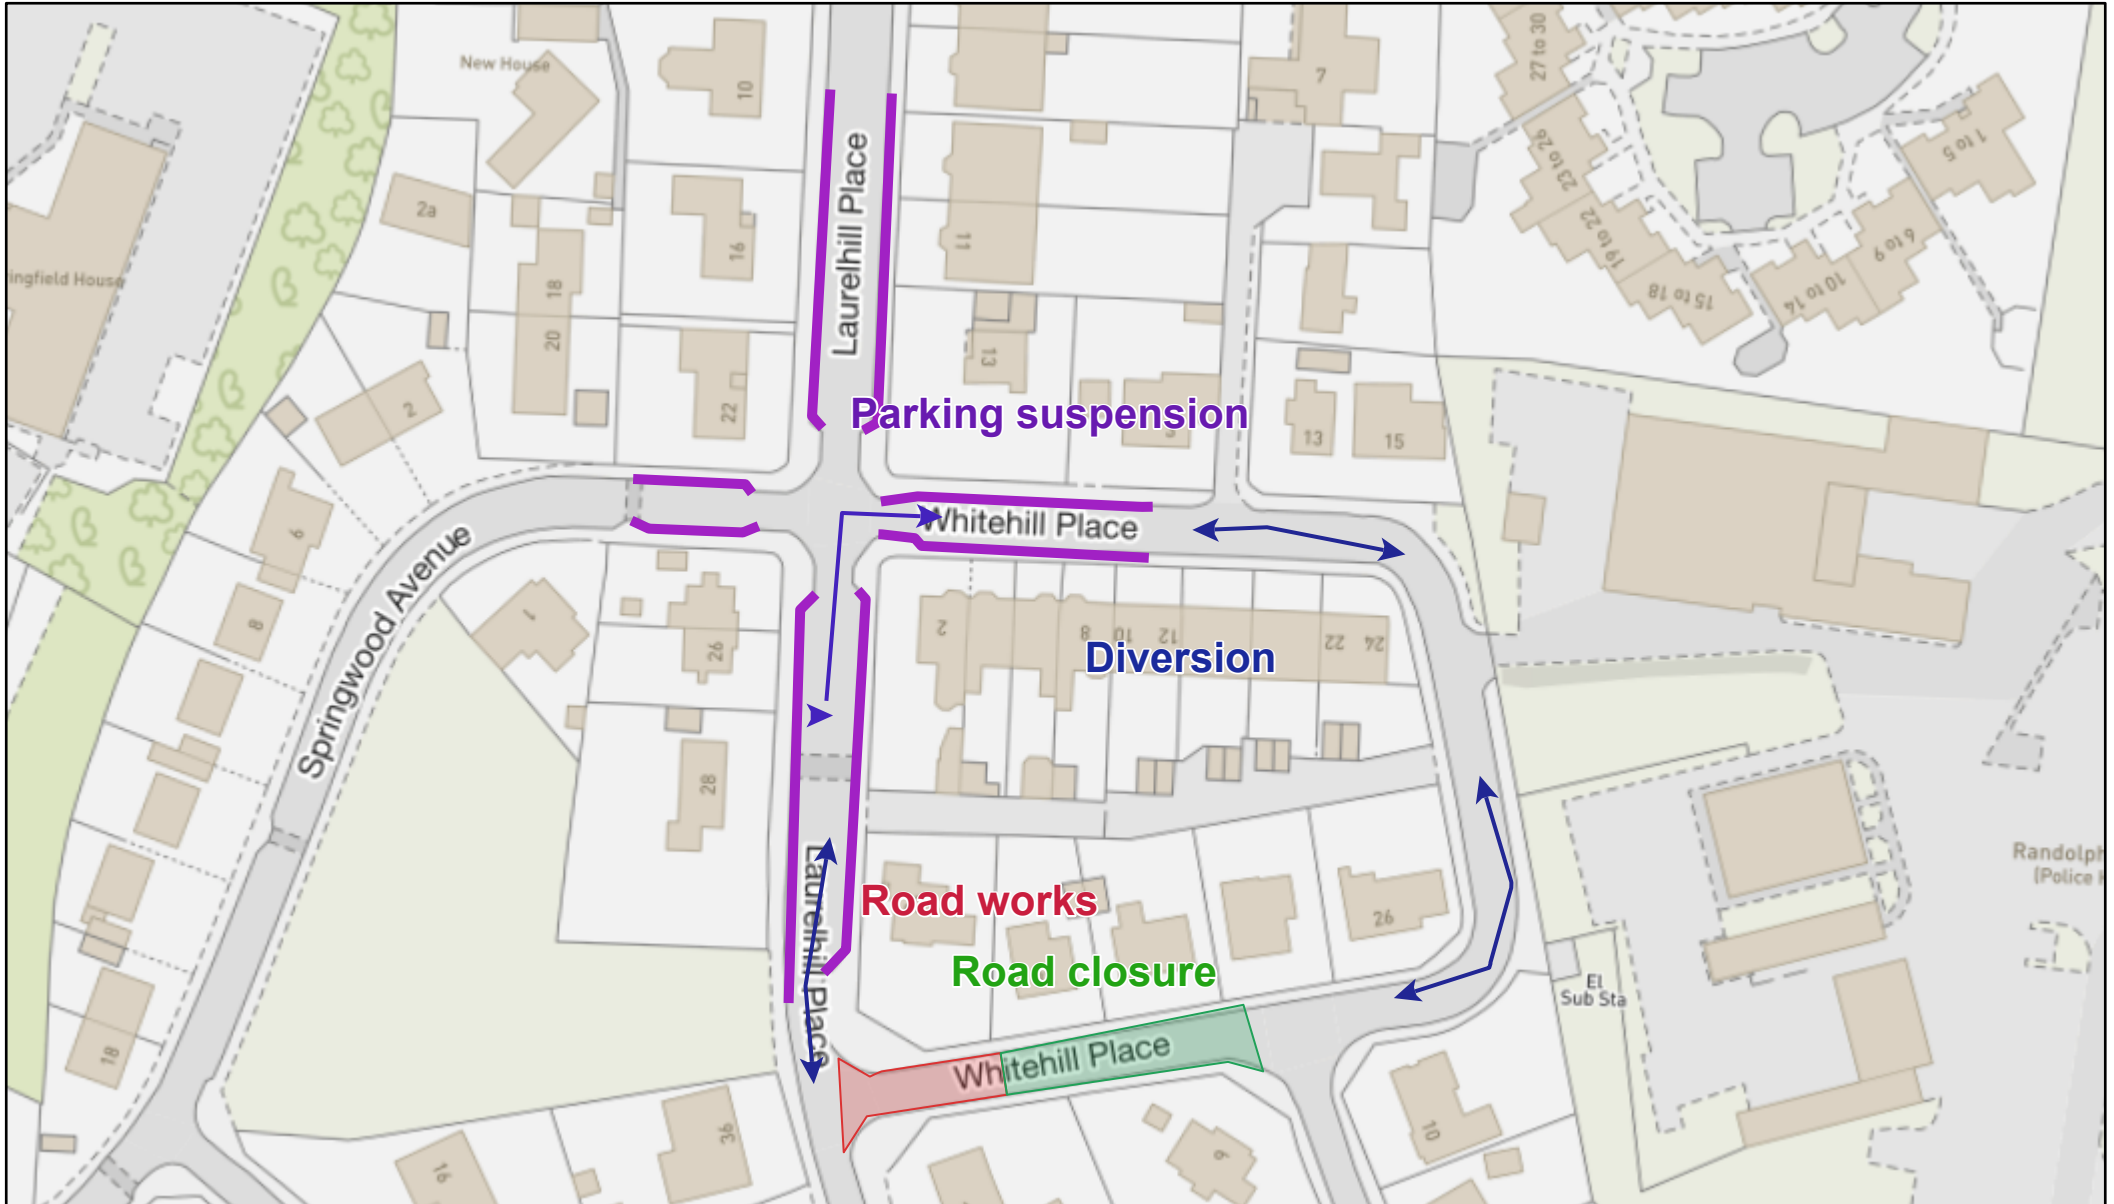 New House
10
7
27 to 30
1 to 5
23 to 26
2a
Laurelhill Place
11
16
19 to 22
6 to 9
ringfield House
18
15 to 18
10 to 14
20
13
2
22
Parking suspension
13
15
Springwood Avenue
Whitehill Place
6
8
1
26
2
8
10
12
22
24
Diversion
28
Laurelhill Place
Randolph
(Police H
Road works
26
Road closure
El
Sub Sta
Whitehill Place
18
36
10
16
9